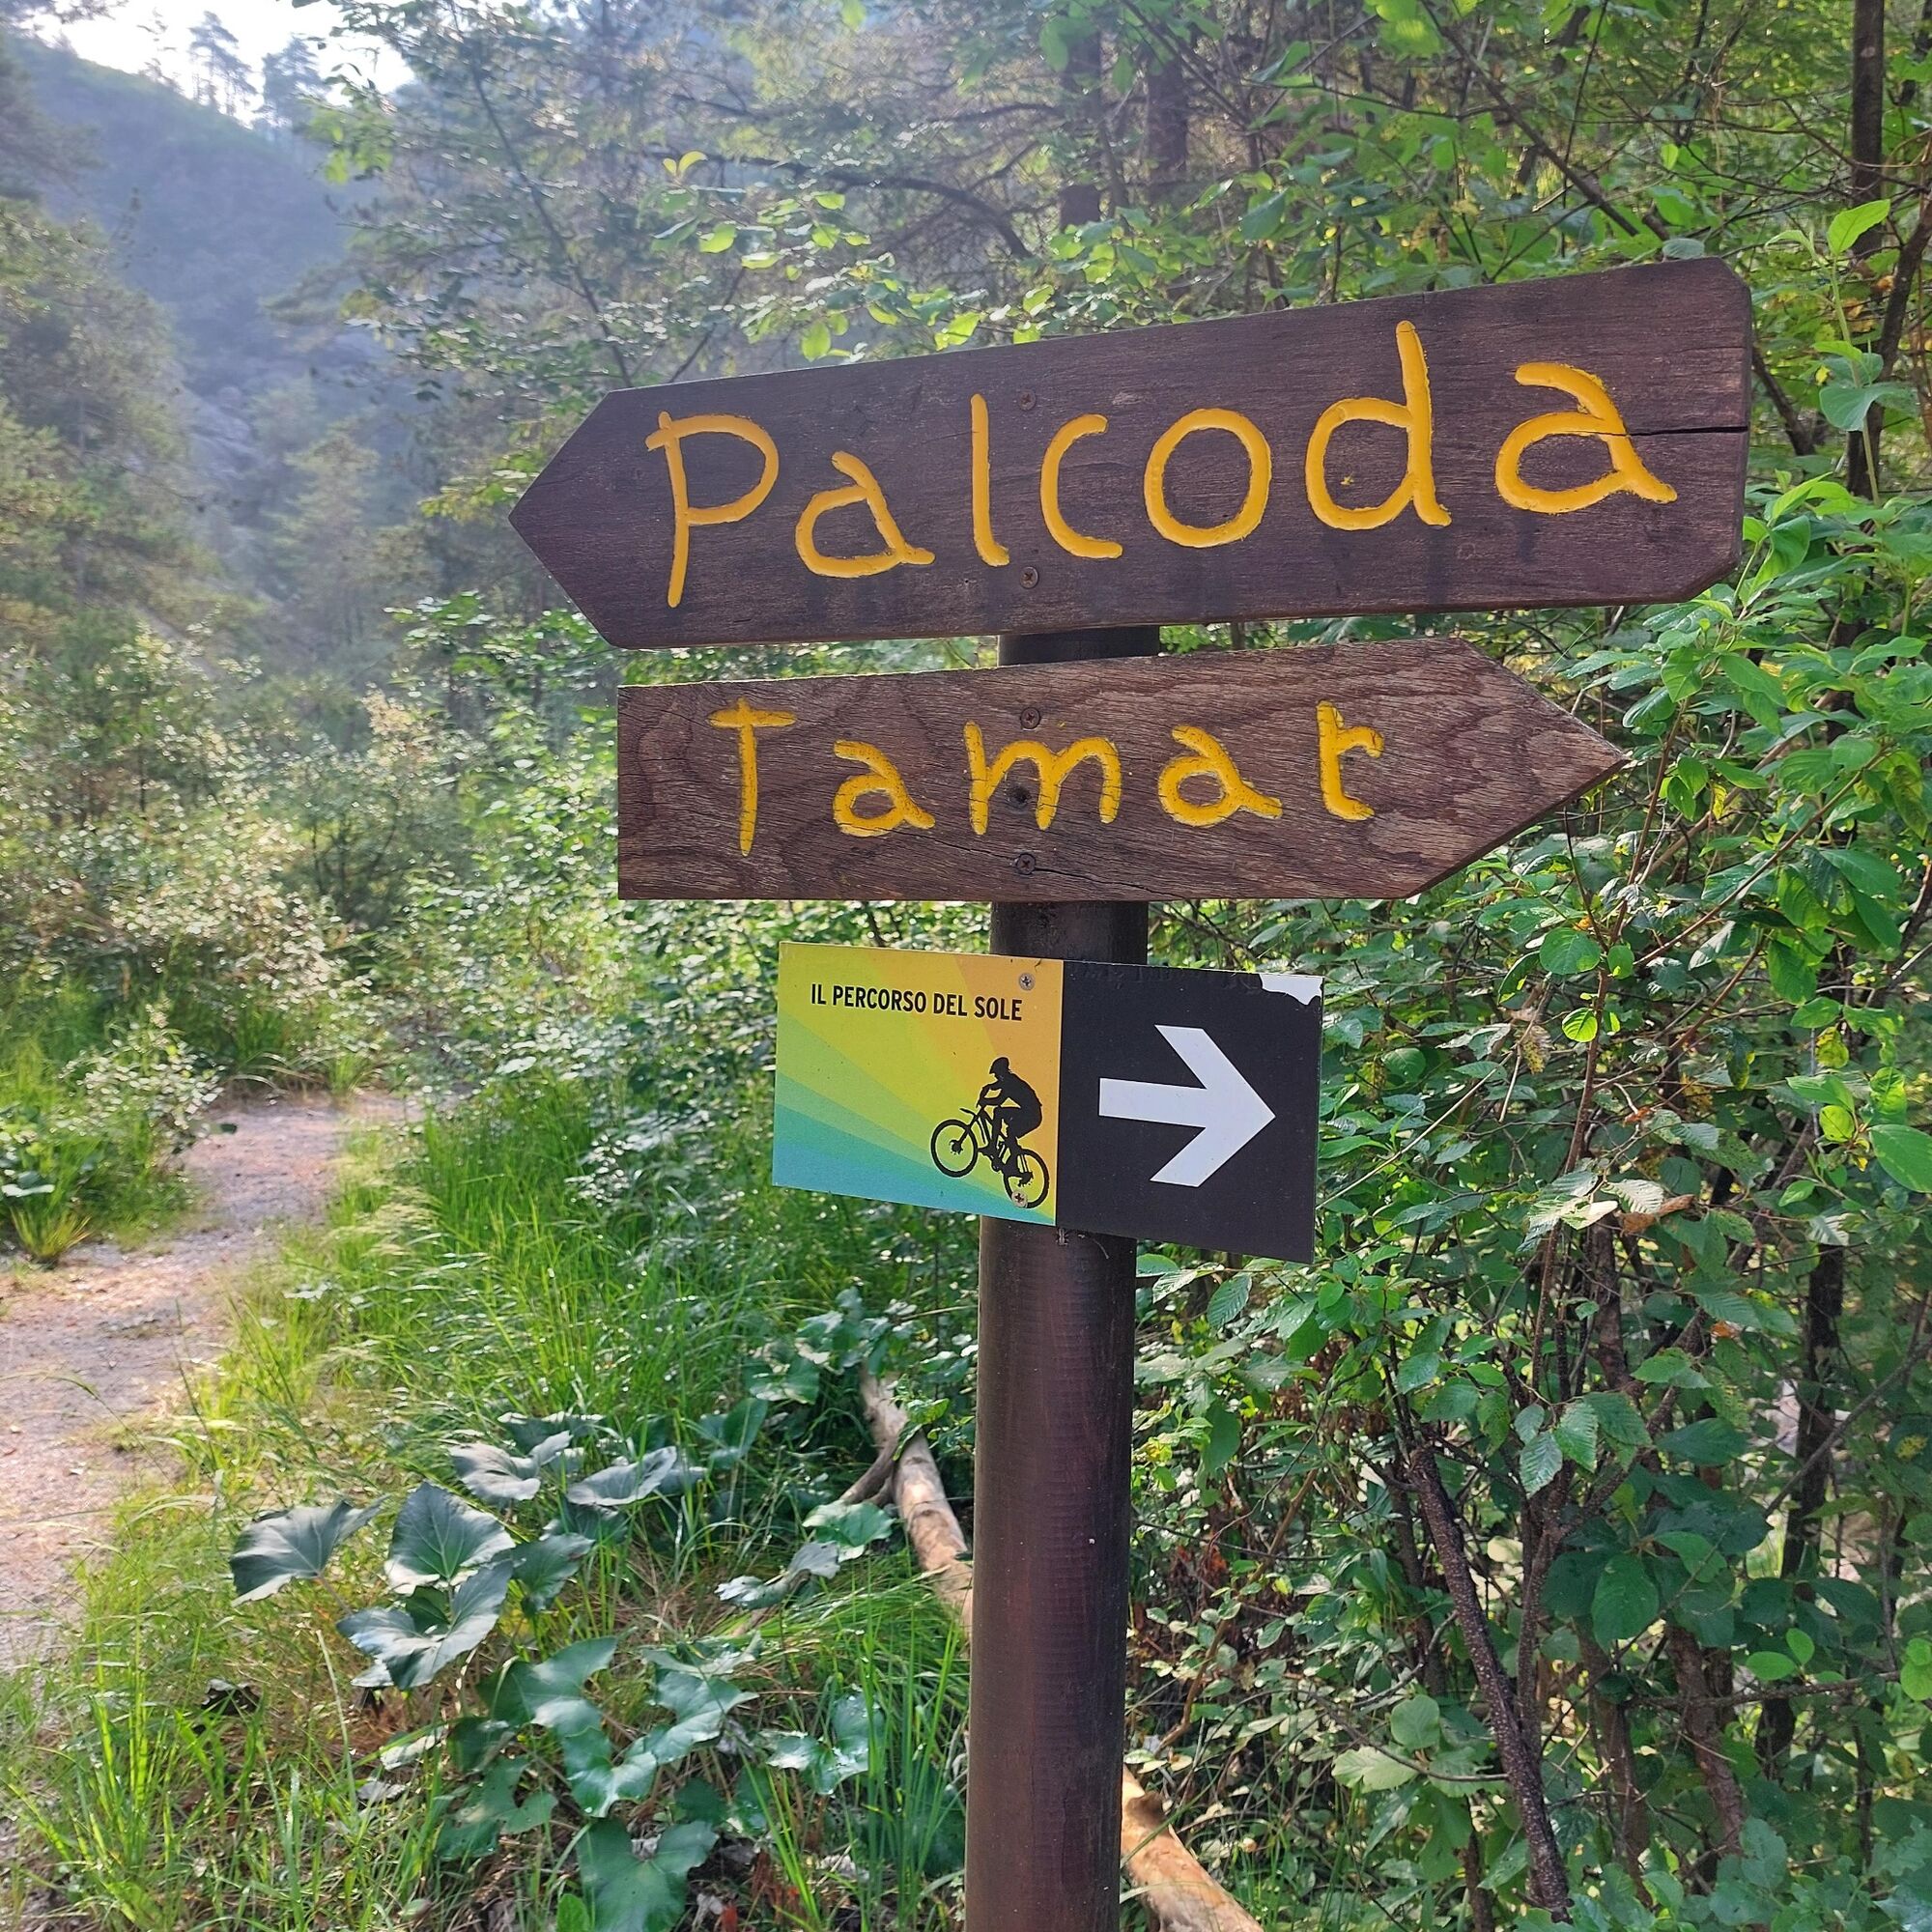 Palcoda
Tamat
IL PERCORSO DEL SOLE